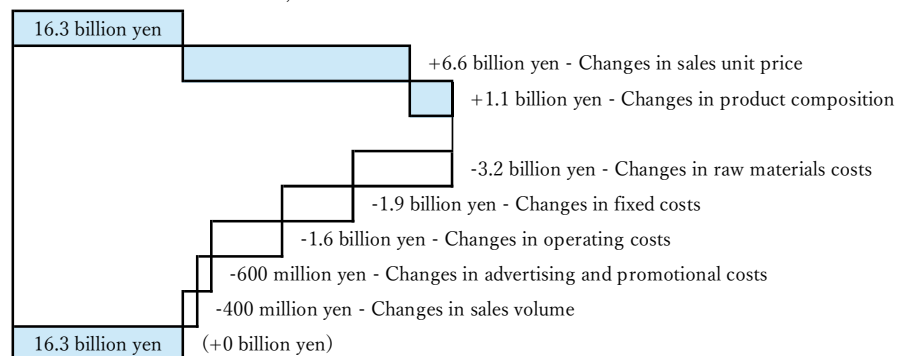 16.3 billion yen
+6.6 billion yen - Changes in sales unit price
+1.1 billion yen - Changes in product composition
-3.2 billion yen - Changes in raw materials costs
-1.9 billion yen - Changes in fixed costs
-1.6 billion yen - Changes in operating costs
-600 million yen - Changes in advertising and promotional costs
-400 million yen - Changes in sales volume
16.3 billion yen (+0 billion yen)